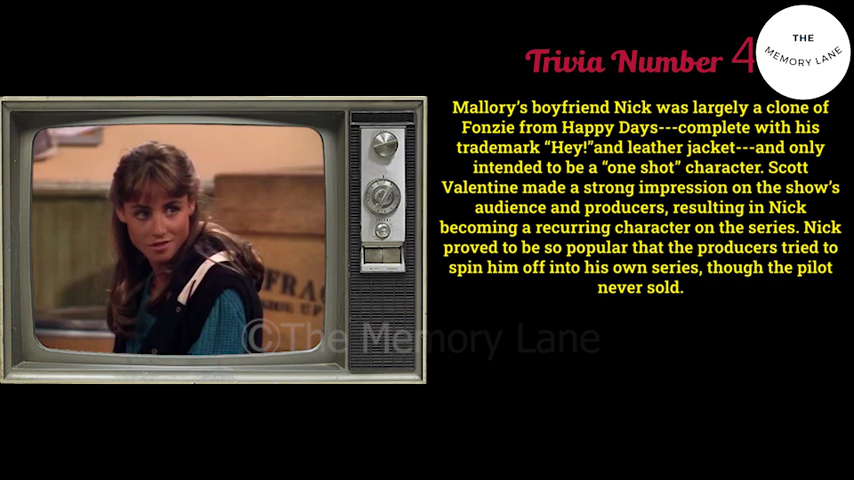 Trivia Number 4
THE
MEMORY LANE
Mallory's boyfriend Nick was largely a clone of
Fonzie from Happy Days---complete with his
trademark "Hey!"and leather jacket---and only
intended to be a "one shot" character. Scott
Valentine made a strong impression on the show's
audience and producers, resulting in Nick
becoming a recurring character on the series. Nick
proved to be so popular that the producers tried to
spin him off into his own series, though the pilot
never sold.
FRAG
©The Memory Lane